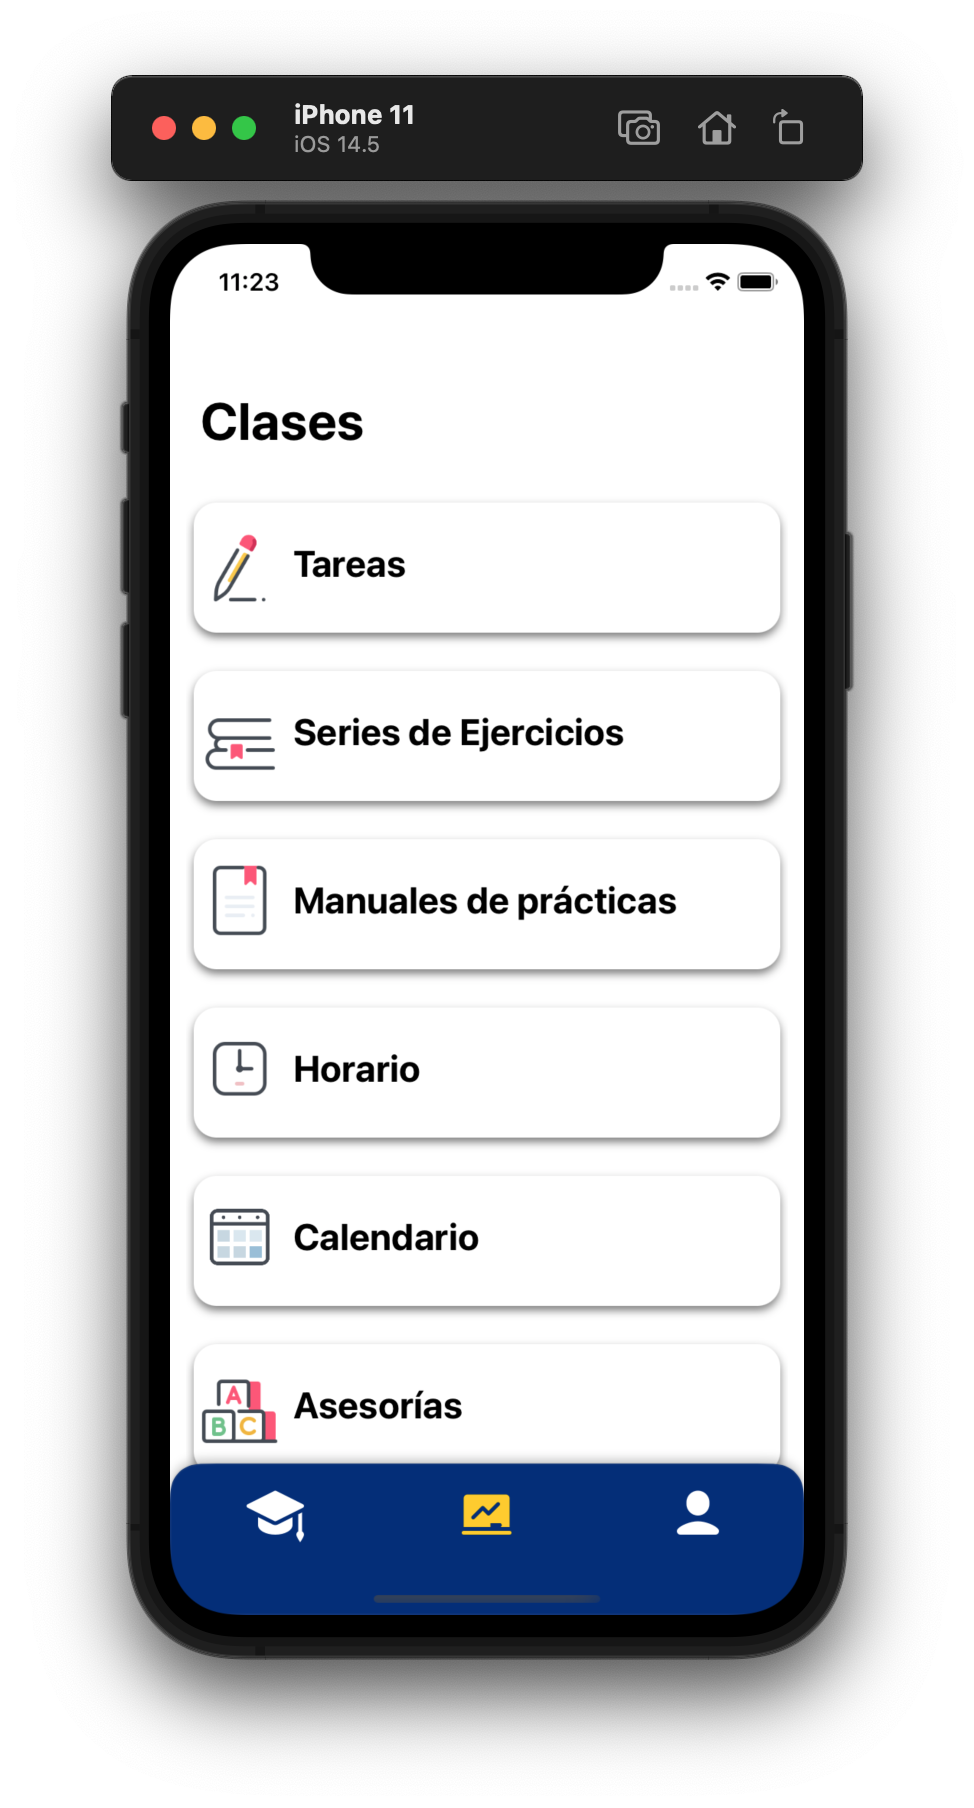 iPhone 11
iOS 14.5
11:23
Clases
Tareas
Series de Ejercicios
Manuales de prácticas
Horario
Calendario
A
B C
Asesorías